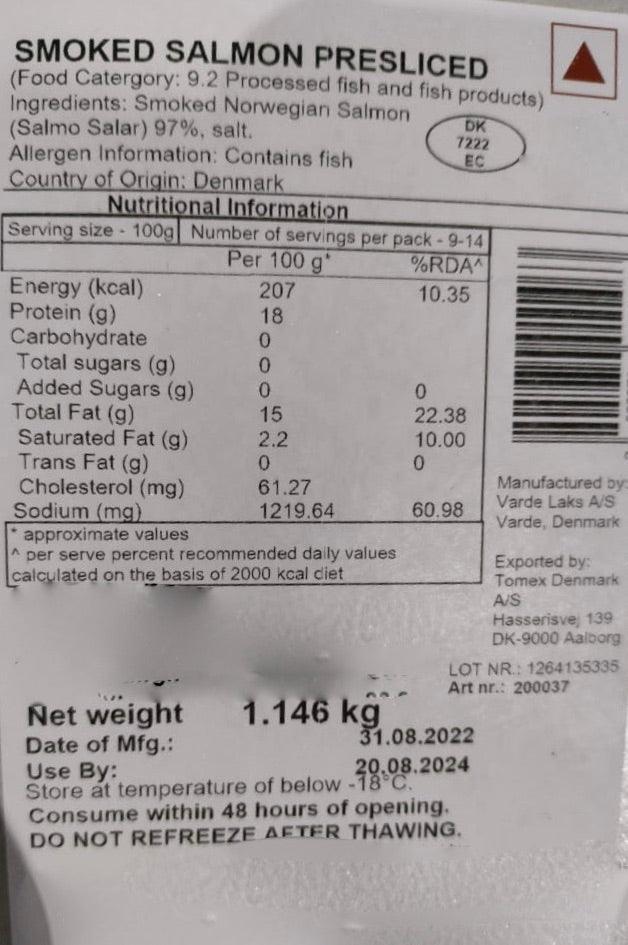 SMOKED SALMON PRESLICED
(Food Catergory: 9.2 Processed fish and fish products)
Ingredients: Smoked Norwegian Salmon
(Salmo Salar) 97%, salt.
DK
7222
EC
Allergen Information: Contains fish
Country of Origin: Denmark
Nutritional Information
Serving size - 100g Number of servings per pack - 9-14
Per 100 g* %RDA^
Energy (kcal) 207 10.35
Protein (g) 18
Carbohydrate 0
Total sugars (g) 0
Added Sugars (g) 0 0
Total Fat (g) 15 22.38
Saturated Fat (g) 2.2 10.00
Trans Fat (g) 0 0
Cholesterol (mg) 61.27
Sodium (mg) 1219.64 60.98
* approximate values
^ per serve percent recommended daily values
calculated on the basis of 2000 kcal diet
Manufactured by:
Varde Laks A/S
Varde, Denmark
Exported by:
Tomex Denmark
A/S
Hasserisvej 139
DK-9000 Aalborg
LOT NR.: 1264135335
Art nr.: 200037
Net weight 1.146 kg
Date of Mfg.: 31.08.2022
Use By: 20.08.2024
Store at temperature of below -18°C.
Consume within 48 hours of opening.
DO NOT REFREEZE AFTER THAWING.